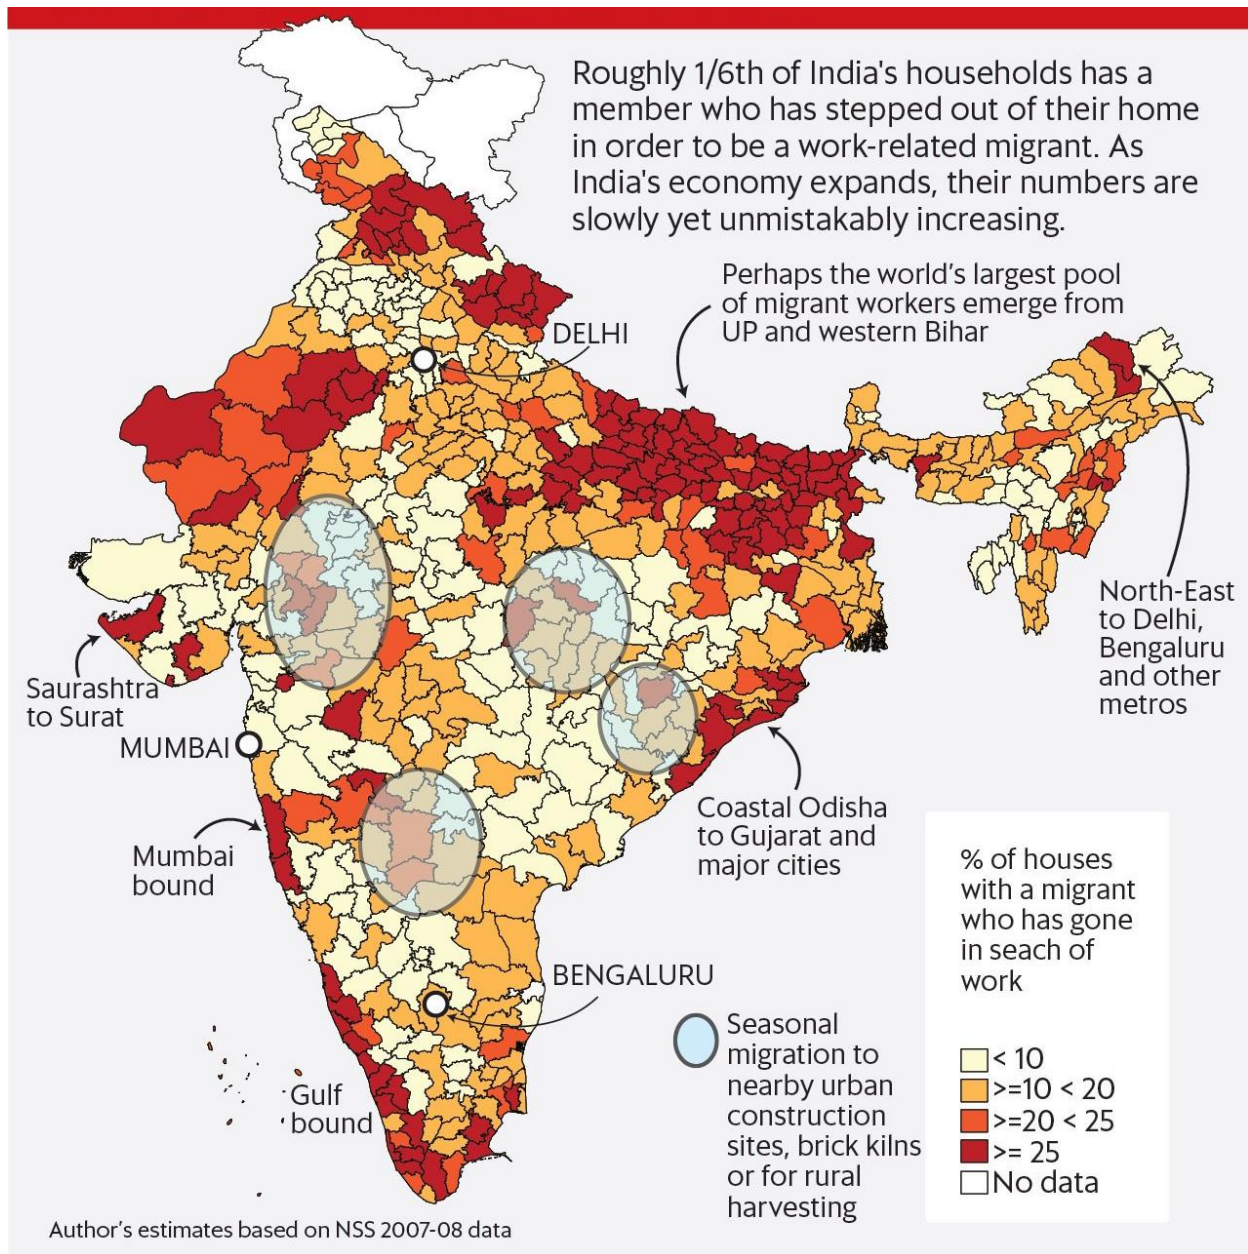 Roughly 1/6th of India's households has a
member who has stepped out of their home
in order to be a work-related migrant. As
India's economy expands, their numbers are
slowly yet unmistakably increasing.
Perhaps the world's largest pool
of migrant workers emerge from
UP and western Bihar
DELHI
North-East
to Delhi,
Bengaluru
and other
metros
Saurashtra
to Surat
MUMBAI
Mumbai
bound
Coastal Odisha
to Gujarat and
major cities
BENGALURU
Gulf
bound
Seasonal
migration to
nearby urban
construction
sites, brick kilns
or for rural
harvesting
% of houses
with a migrant
who has gone
in seach of
work
< 10
>=10 < 20
>=20 < 25
>= 25
No data
Author's estimates based on NSS 2007-08 data